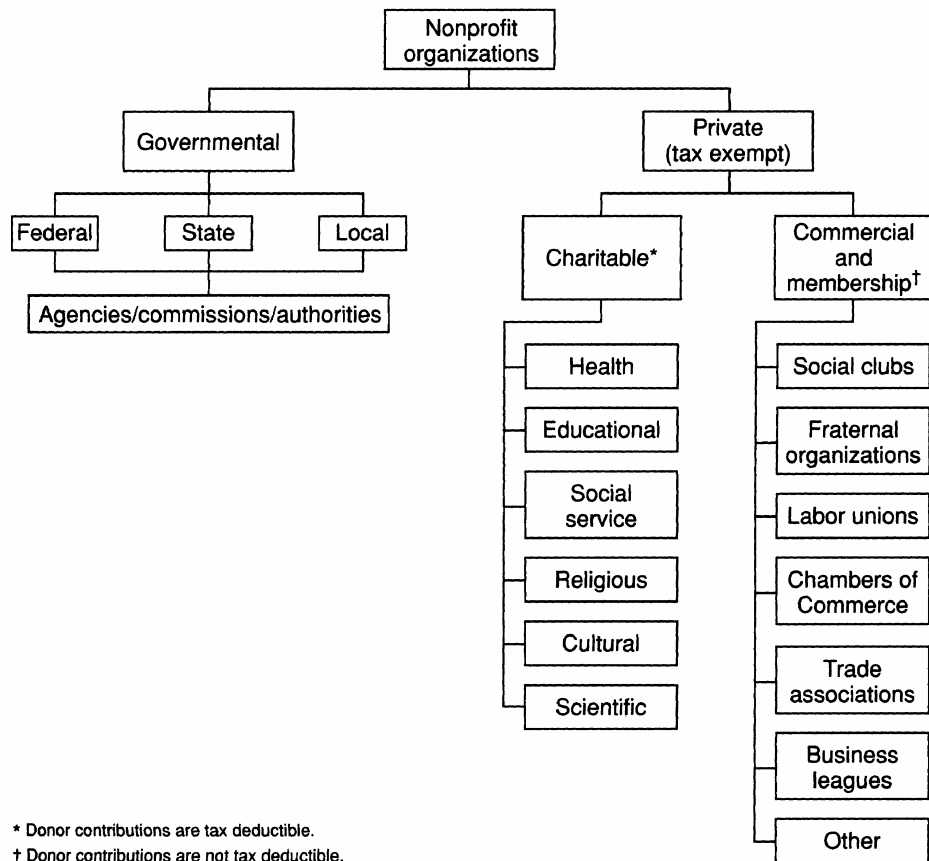 Nonprofit
organizations
Governmental
Private
(tax exempt)
Federal
State
Local
Agencies/commissions/authorities
Charitable*
Commercial
and
membership†
Health
Educational
Social
service
Religious
Cultural
Scientific
Social clubs
Fraternal
organizations
Labor unions
Chambers of
Commerce
Trade
associations
Business
leagues
Other
* Donor contributions are tax deductible.
† Donor contributions are not tax deductible.